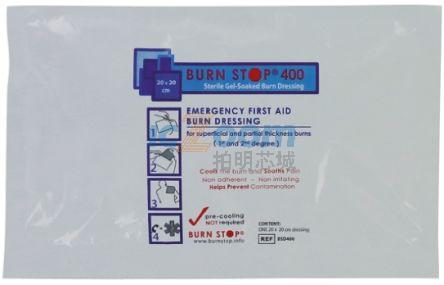 20 x 20
cm
BURN STOP® 400
Sterile Gel-Soaked Burn Dressing
EMERGENCY FIRST AID
BURN DRESSING
for superficial and partial thickness burns
( 1st and 2nd degree )
拍明芯城
Cools the burn and Sooths Pain
Non adherent - Non irritating
Helps Prevent Contamination
1
2
3
4
pre-cooling
NOT required
BURN STOP®
www.burnstop.info
CONTENT:
ONE 20 x 20 cm dressing
REF BSD400